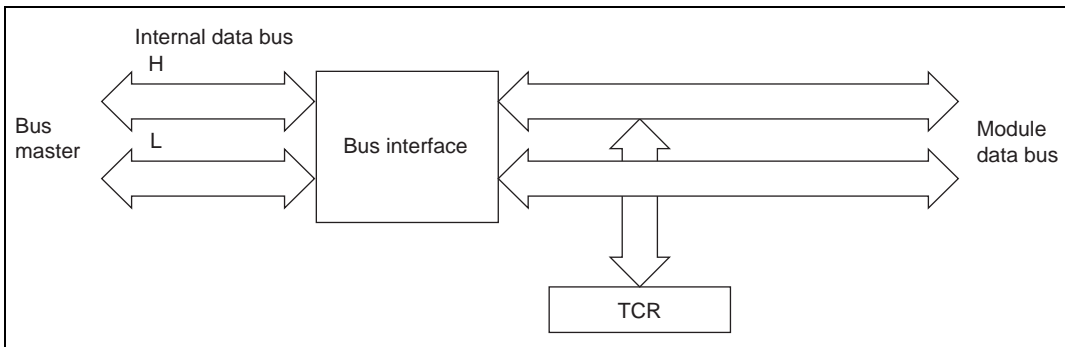 Internal data bus
H
Bus
master
L
Bus interface
Module
data bus
TCR